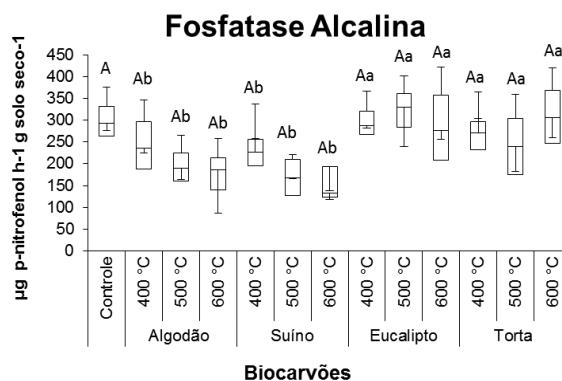 Fosfatase Alcalina
µg p-nitrofenol h-1 g solo seco-1
450
400
350
300
250
200
150
100
50
0
A Ab Ab Ab Ab Ab Ab Aa Aa Aa Aa Aa Aa
Controle 400 °C 500 °C 600 °C 400 °C 500 °C 600 °C 400 °C 500 °C 600 °C 400 °C 500 °C 600 °C
Algodão Suíno Eucalipto Torta
Biocarvões